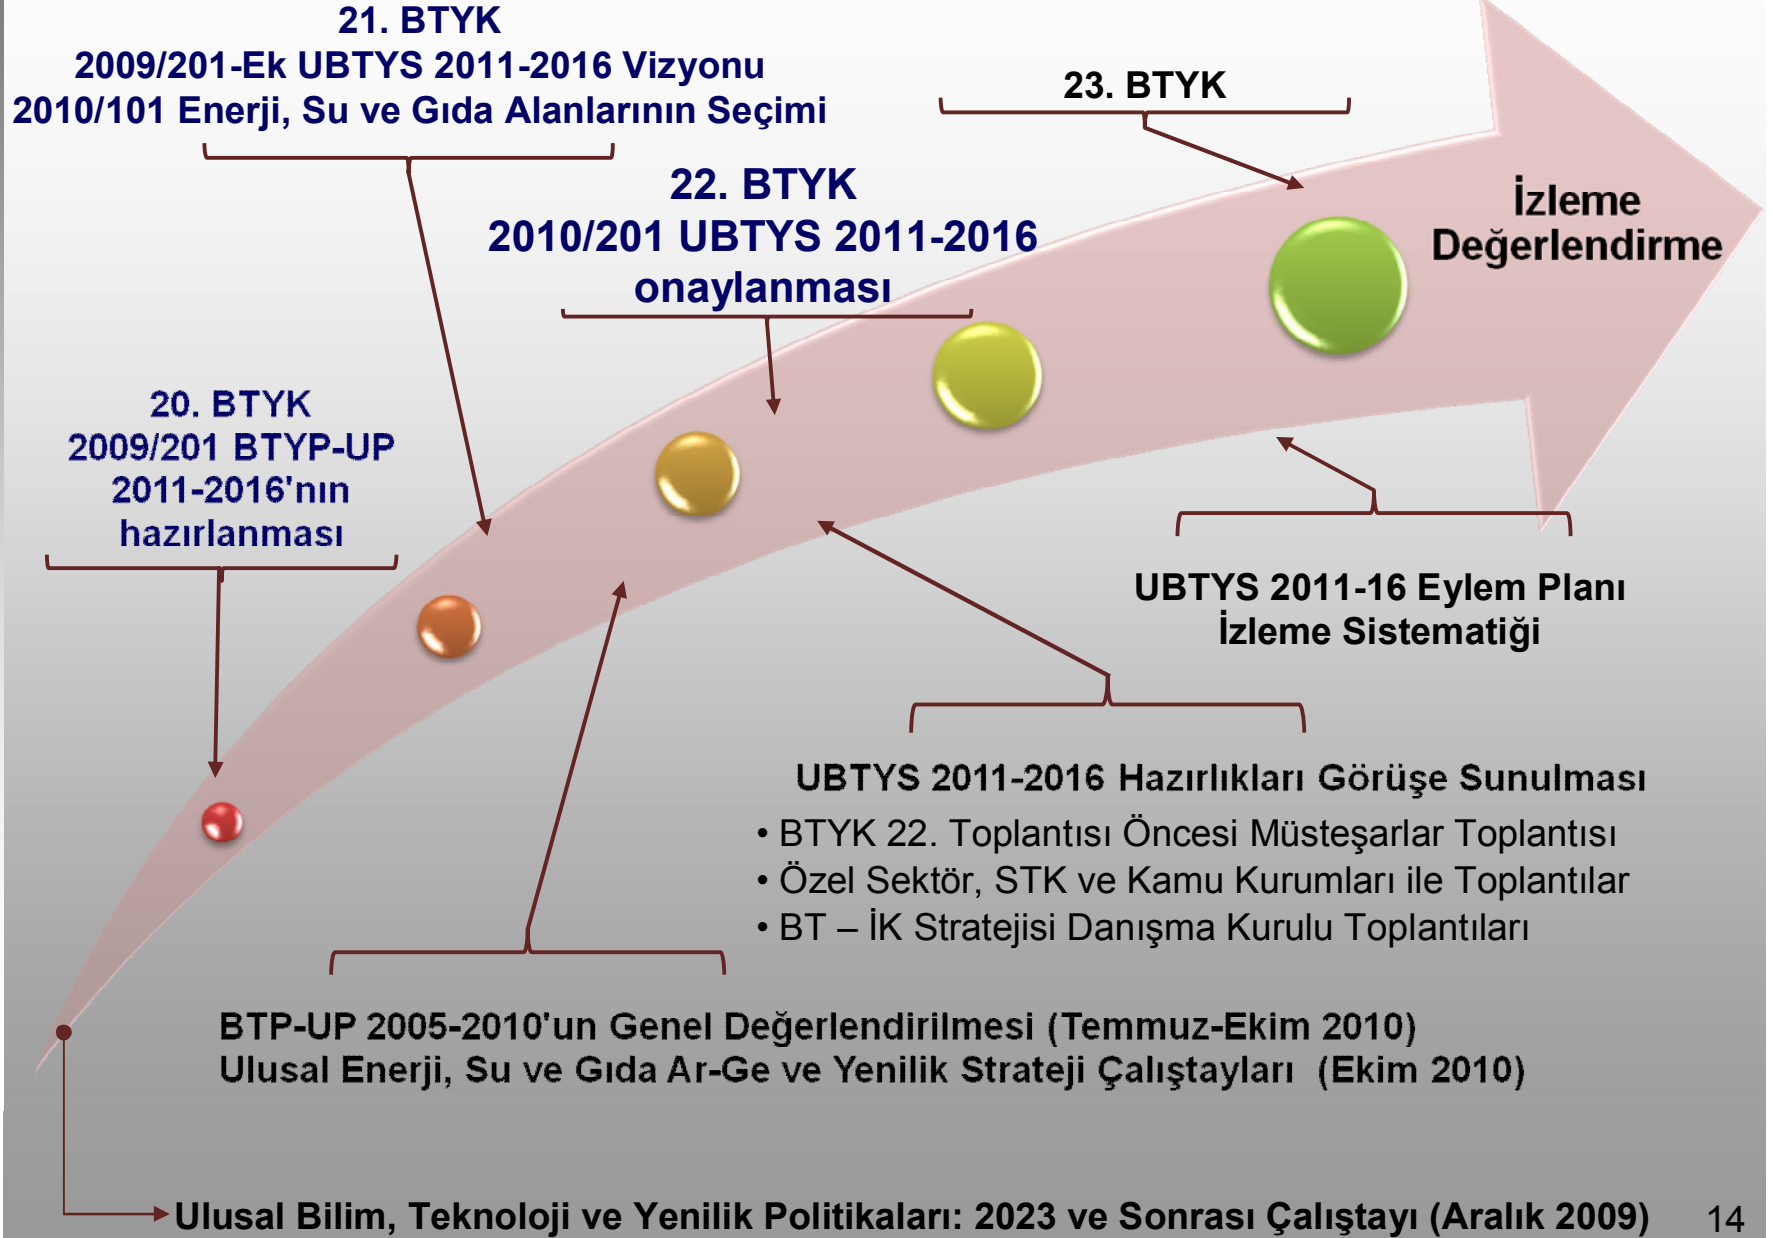 21. BTYK
2009/201-Ek UBTYS 2011-2016 Vizyonu
2010/101 Enerji, Su ve Gıda Alanlarının Seçimi
23. BTYK
22. BTYK
2010/201 UBTYS 2011-2016
onaylanması
İzleme
Değerlendirme
20. BTYK
2009/201 BTYP-UP
2011-2016'nın
hazırlanması
UBTYS 2011-16 Eylem Planı
İzleme Sistematiği
UBTYS 2011-2016 Hazırlıkları Görüşe Sunulması
• BTYK 22. Toplantısı Öncesi Müsteşarlar Toplantısı
• Özel Sektör, STK ve Kamu Kurumları ile Toplantılar
• BT – İK Stratejisi Danışma Kurulu Toplantıları
BTP-UP 2005-2010'un Genel Değerlendirilmesi (Temmuz-Ekim 2010)
Ulusal Enerji, Su ve Gıda Ar-Ge ve Yenilik Strateji Çalıştayları (Ekim 2010)
Ulusal Bilim, Teknoloji ve Yenilik Politikaları: 2023 ve Sonrası Çalıştayı (Aralık 2009)
14